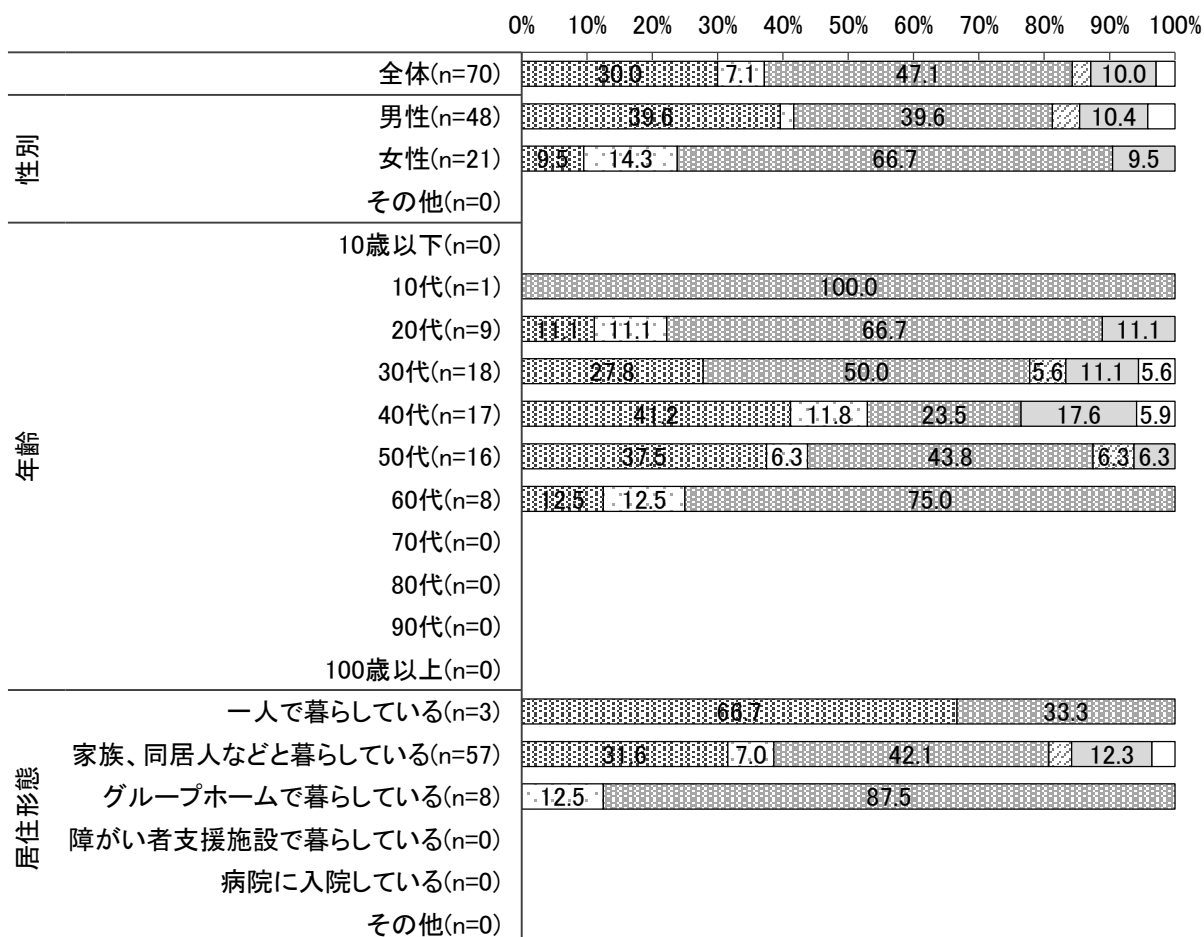 0% 10% 20% 30% 40% 50% 60% 70% 80% 90% 100%
全体(n=70) 30.0 7.1 47.1 10.0
性別
男性(n=48) 39.6 39.6 10.4
女性(n=21) 9.5 14.3 66.7 9.5
その他(n=0)
年齢
10歳以下(n=0)
10代(n=1) 100.0
20代(n=9) 11.1 11.1 66.7 11.1
30代(n=18) 27.8 50.0 5.6 11.1 5.6
40代(n=17) 41.2 11.8 23.5 17.6 5.9
50代(n=16) 37.5 6.3 43.8 6.3 6.3
60代(n=8) 12.5 12.5 75.0
70代(n=0)
80代(n=0)
90代(n=0)
100歳以上(n=0)
居住形態
一人で暮らしている(n=3) 66.7 33.3
家族、同居人などと暮らしている(n=57) 31.6 7.0 42.1 12.3
グループホームで暮らしている(n=8) 12.5 87.5
障がい者支援施設で暮らしている(n=0)
病院に入院している(n=0)
その他(n=0)